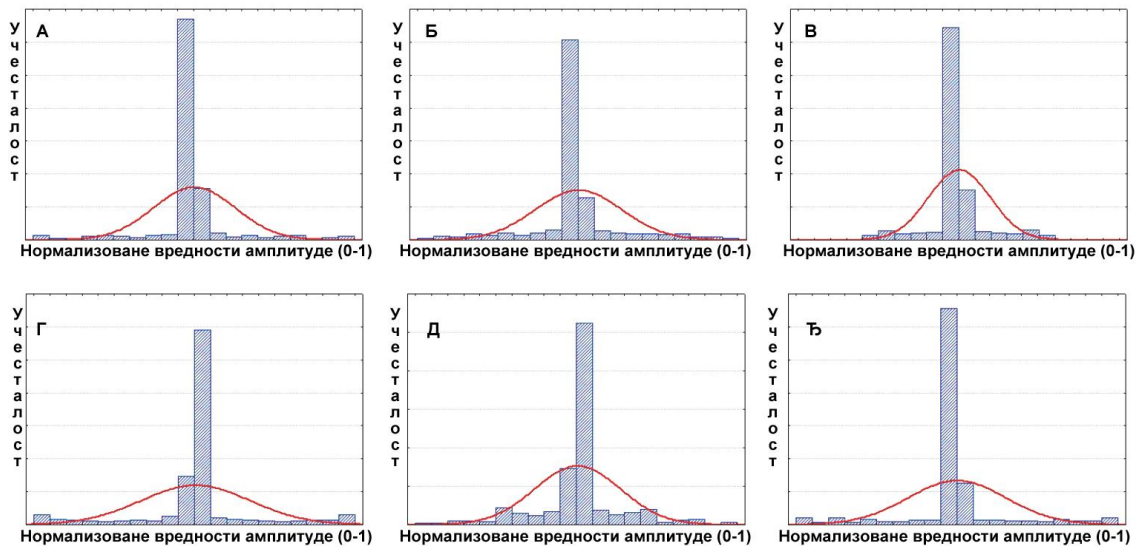 А
Учесталост
Нормализоване вредности амплитуде (0-1)
Б
Учесталост
Нормализоване вредности амплитуде (0-1)
В
Учесталост
Нормализоване вредности амплитуде (0-1)
Г
Учесталост
Нормализоване вредности амплитуде (0-1)
Д
Учесталост
Нормализоване вредности амплитуде (0-1)
Ђ
Учесталост
Нормализоване вредности амплитуде (0-1)